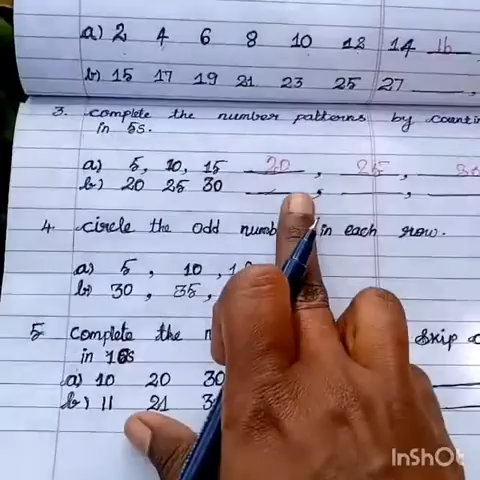 a) 2 4 6 8 10 12 14 16
b) 15 17 19 21 23 25 27
3. complete the number patterns by
in 5s.
a) 5, 10, 15 20, 25, 30
b) 20 25 30
4. circle the odd in each row.
a) 5, 10,
b) 30, 35,
5 complete the Skip
in 10s
a) 10 20 30
b) 11 21
InShOt